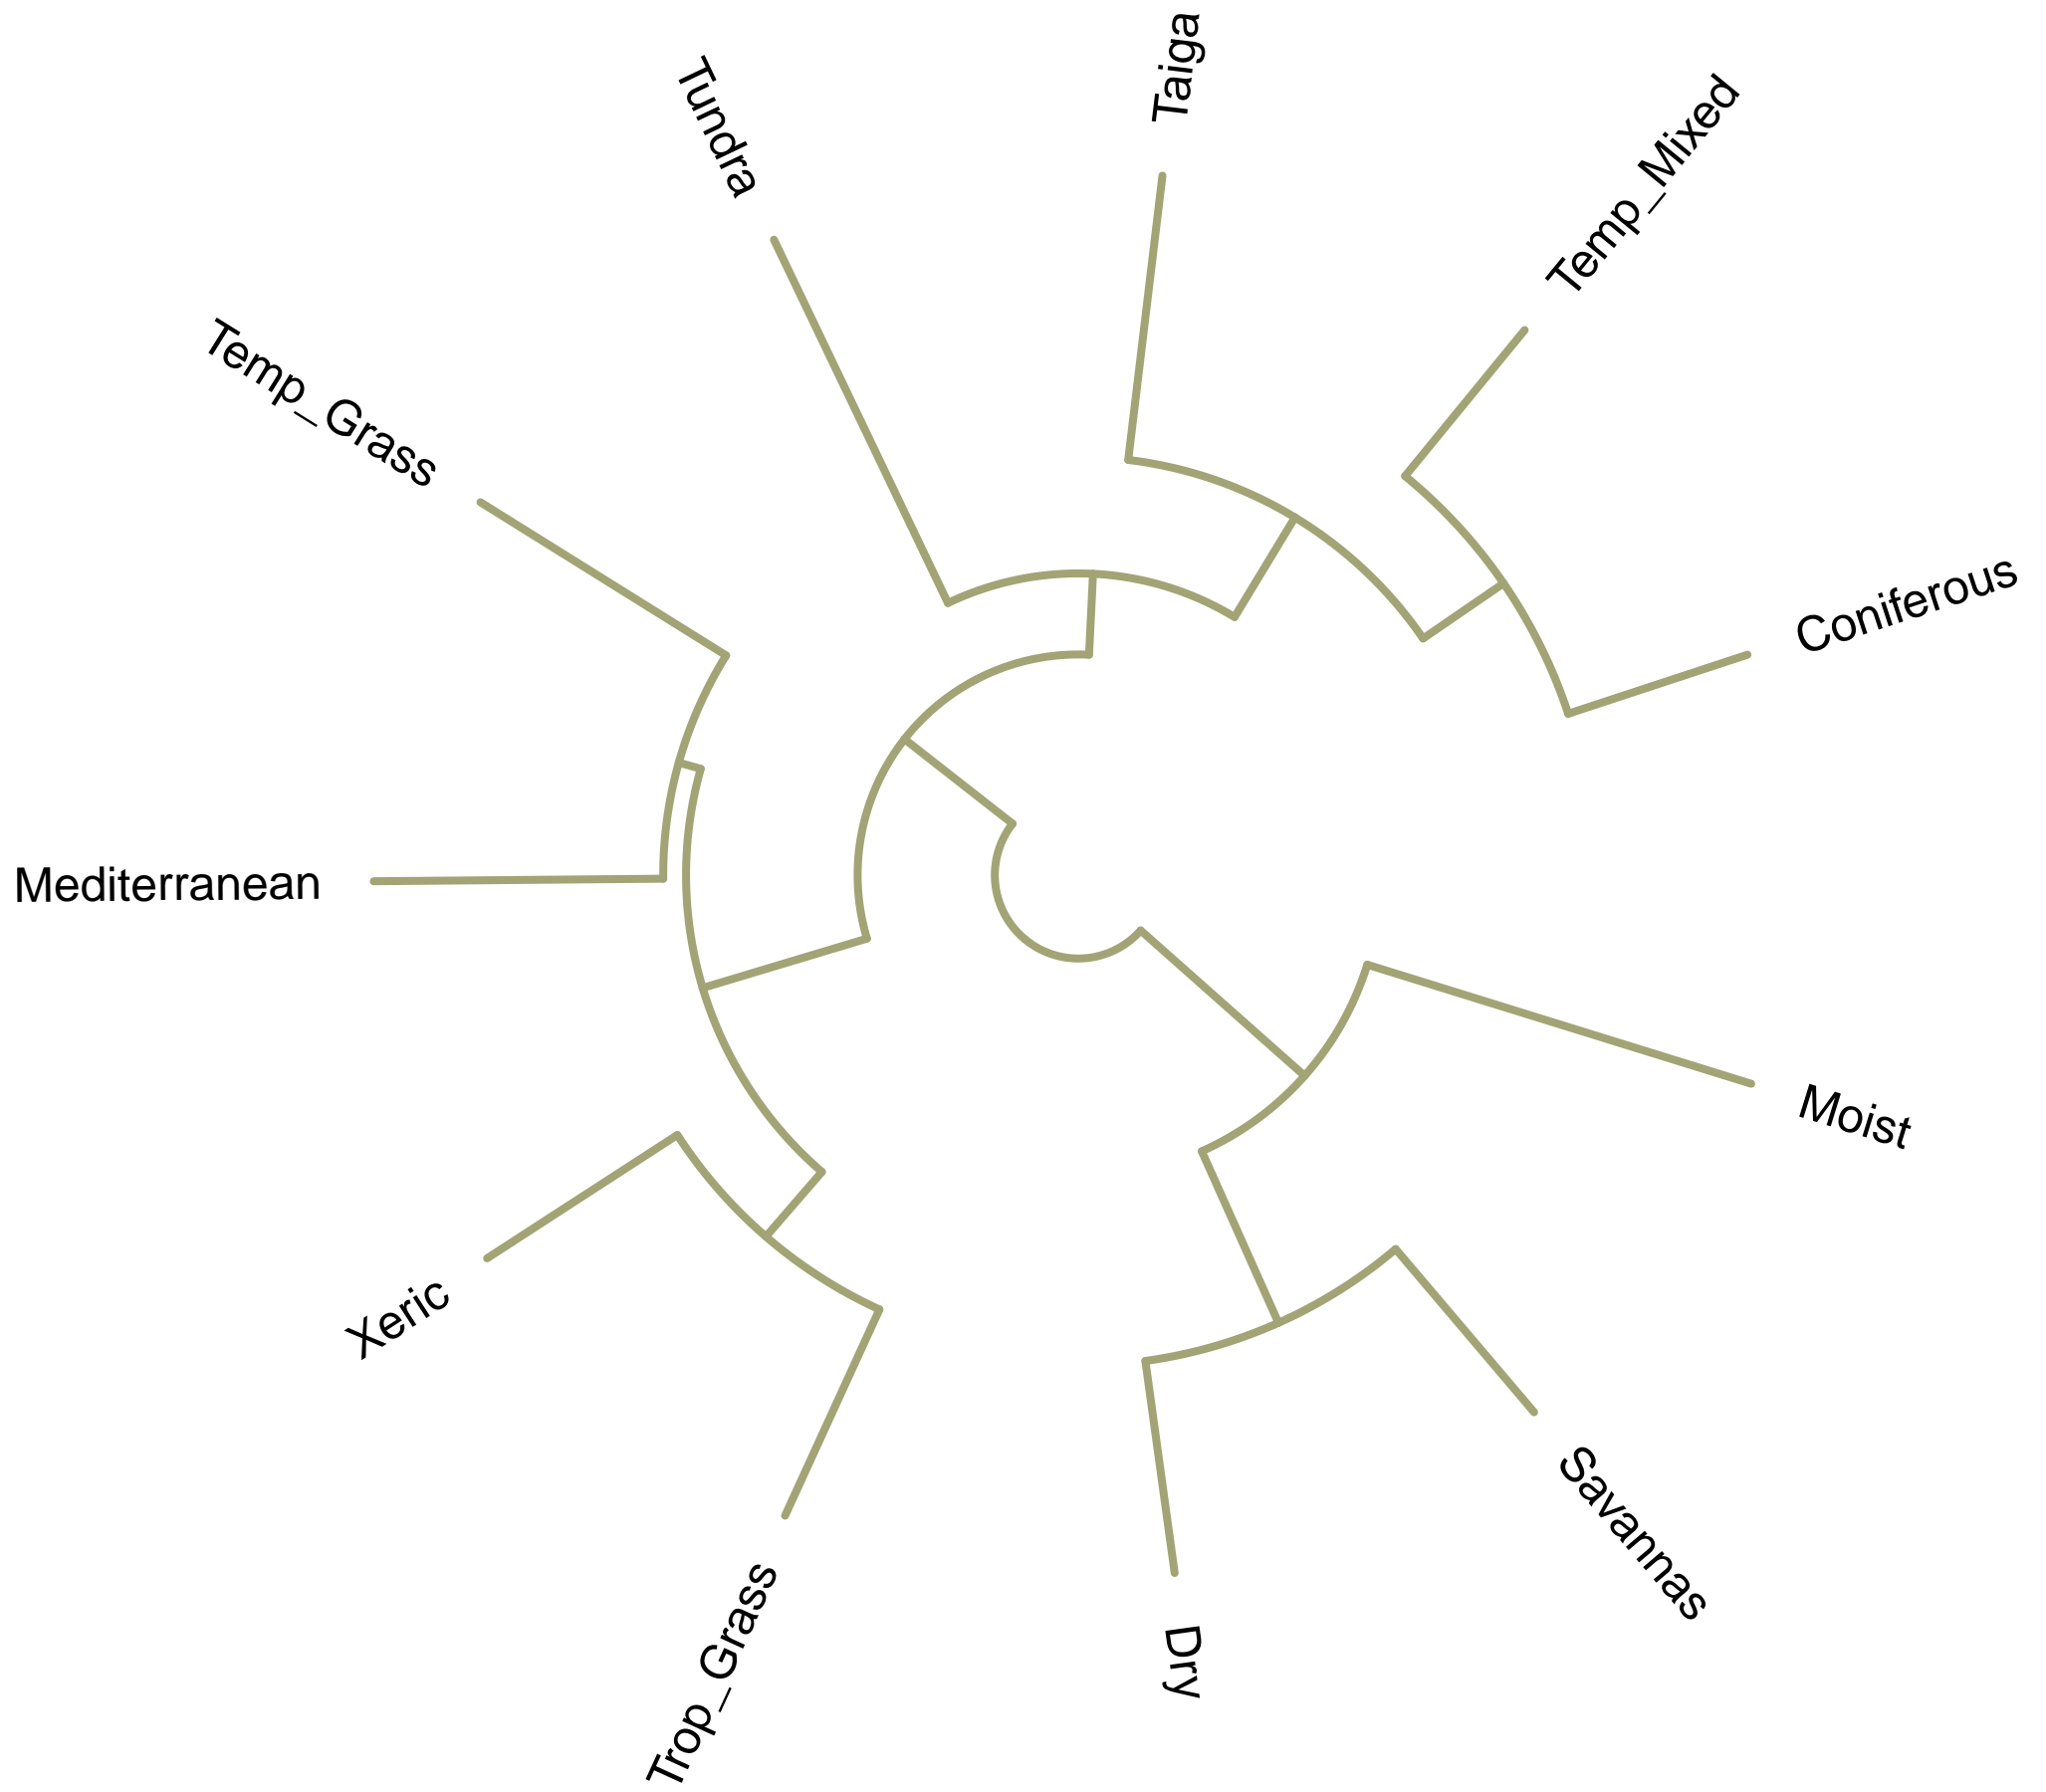 Taiga
Tundra
Temp_Mixed
Temp_Grass
Coniferous
Mediterranean
Moist
Xeric
Savannas
Trop_Grass
Dry